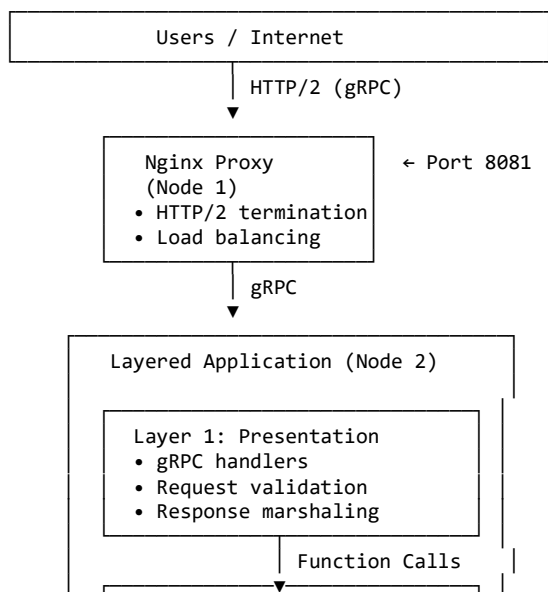 Users / Internet
HTTP/2 (gRPC)
Nginx Proxy ← Port 8081
(Node 1)
• HTTP/2 termination
• Load balancing
gRPC
Layered Application (Node 2)
Layer 1: Presentation
• gRPC handlers
• Request validation
• Response marshaling
Function Calls